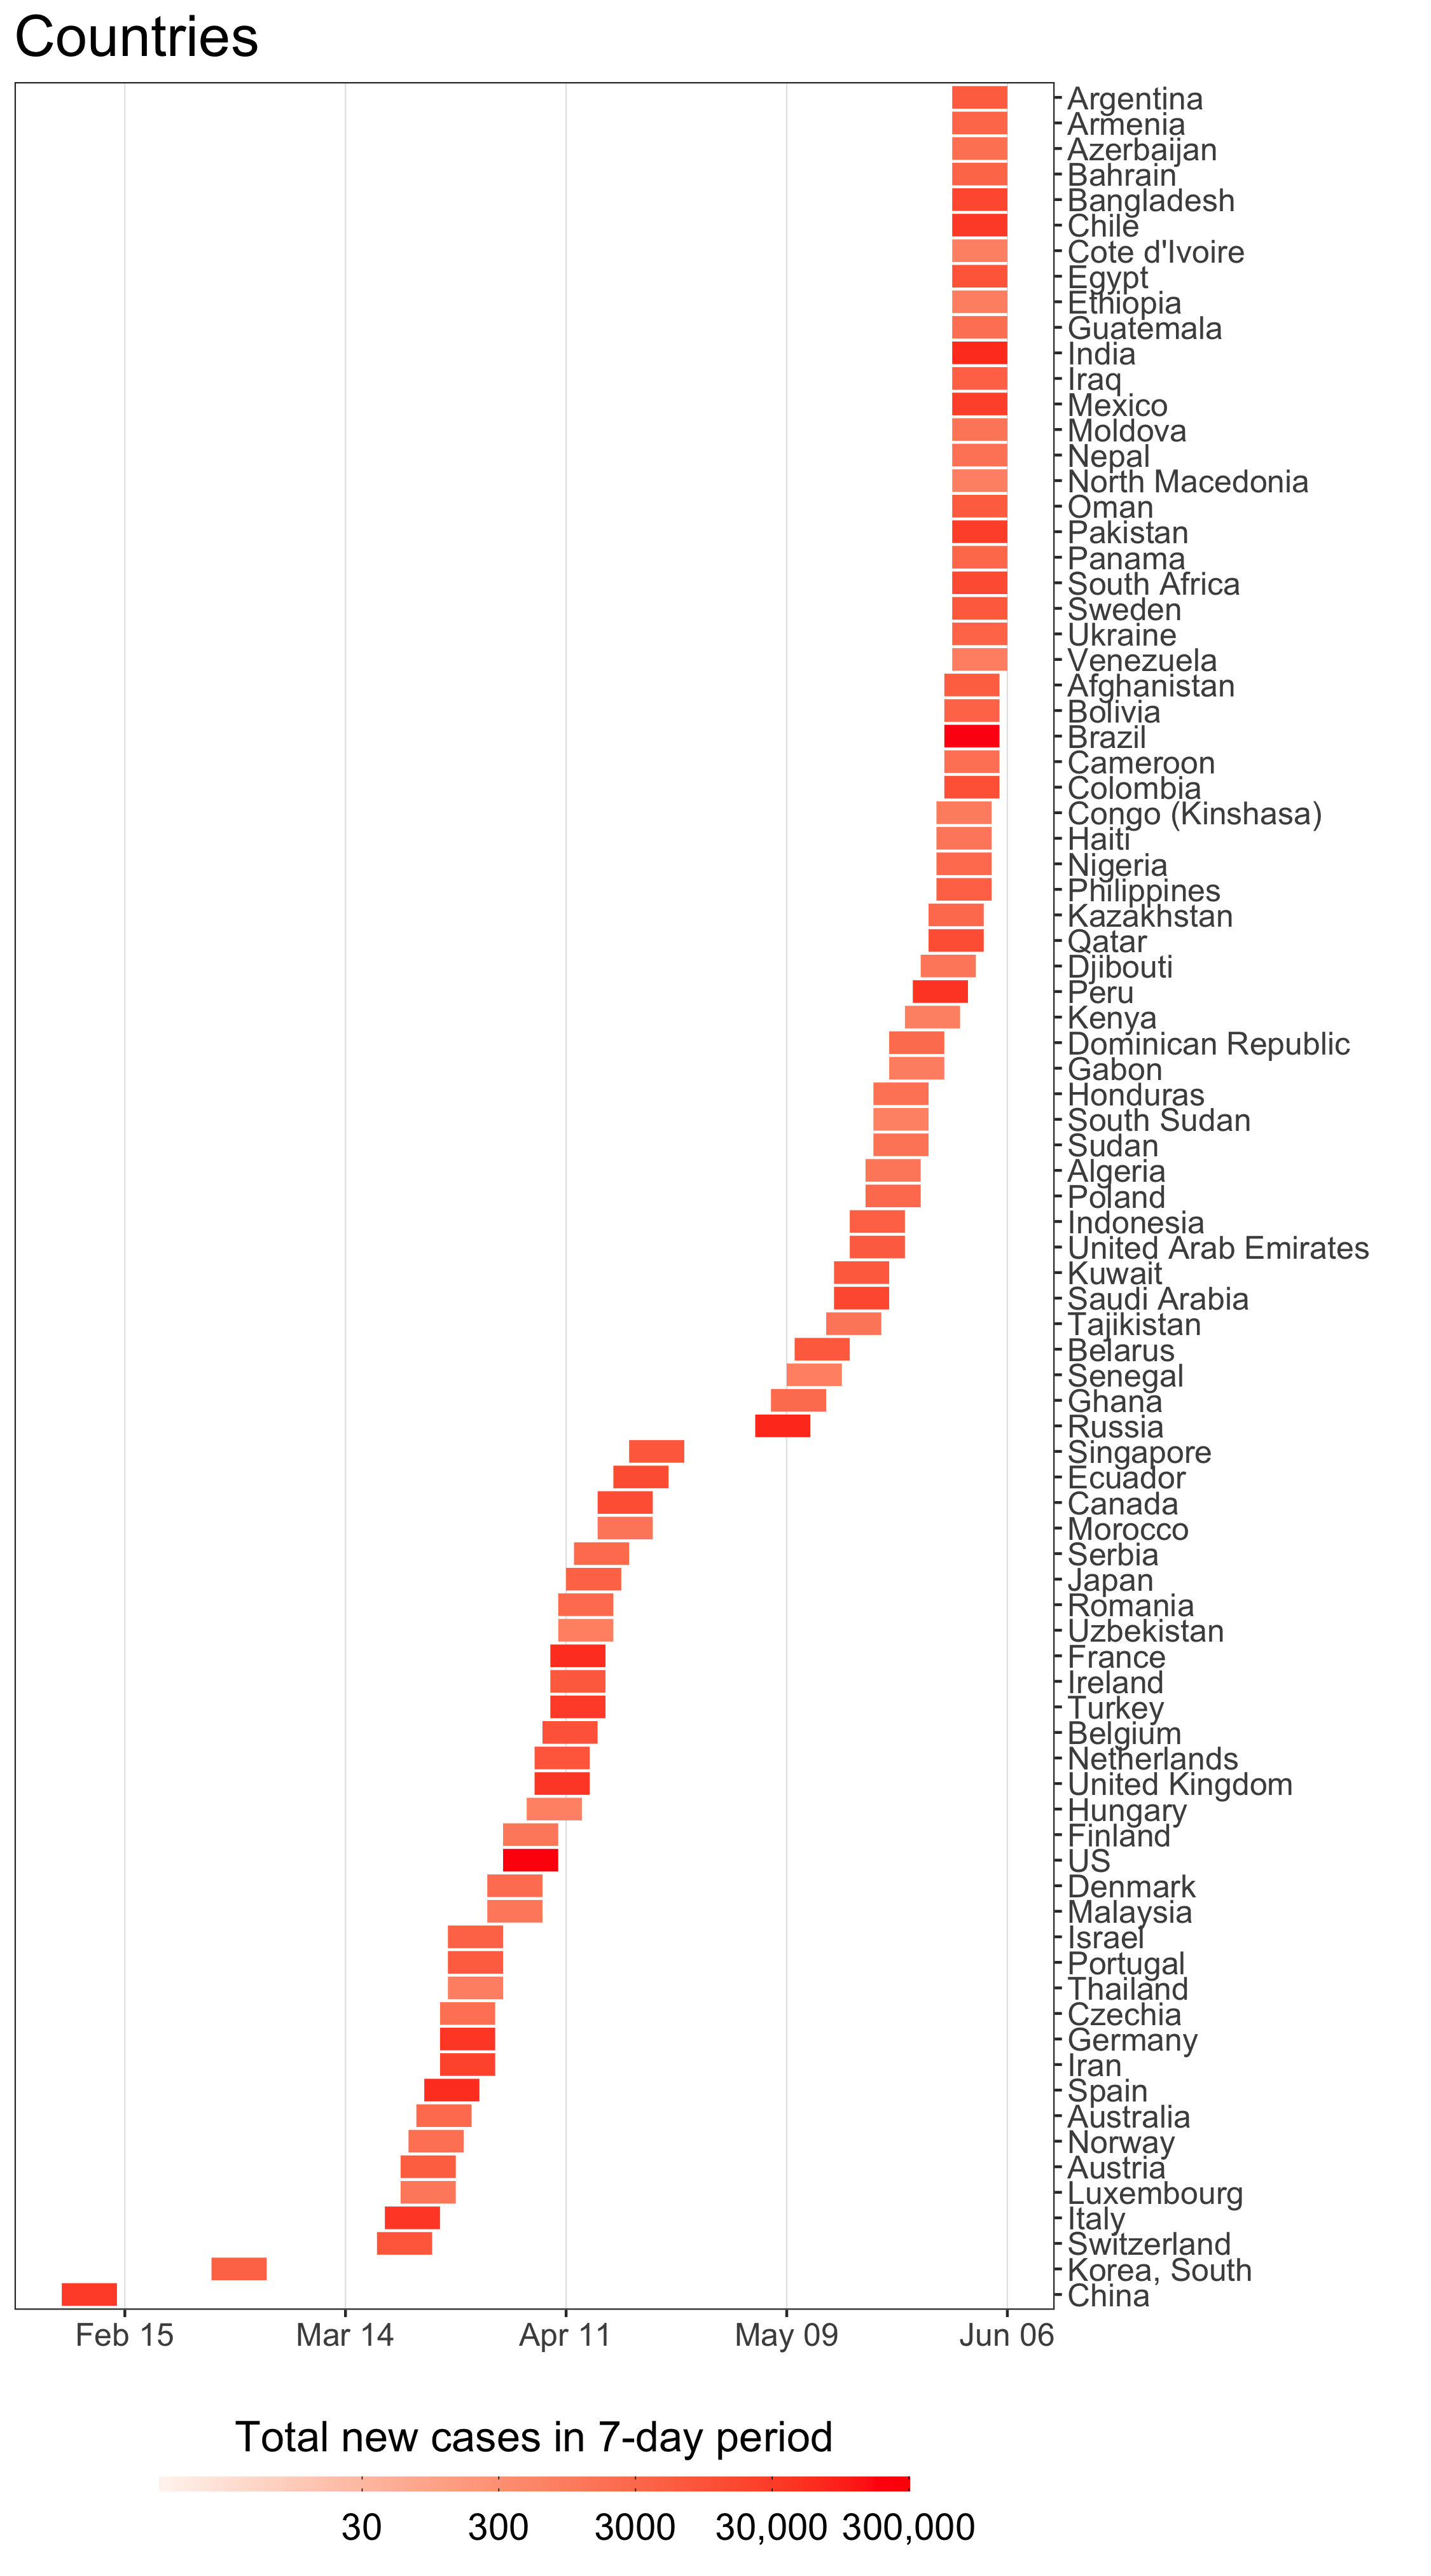 Countries
Argentina
Armenia
Azerbaijan
Bahrain
Bangladesh
Chile
Cote d'Ivoire
Egypt
Ethiopia
Guatemala
India
Iraq
Mexico
Moldova
Nepal
North Macedonia
Oman
Pakistan
Panama
South Africa
Sweden
Ukraine
Venezuela
Afghanistan
Bolivia
Brazil
Cameroon
Colombia
Congo (Kinshasa)
Haiti
Nigeria
Philippines
Kazakhstan
Qatar
Djibouti
Peru
Kenya
Dominican Republic
Gabon
Honduras
South Sudan
Sudan
Algeria
Poland
Indonesia
United Arab Emirates
Kuwait
Saudi Arabia
Tajikistan
Belarus
Senegal
Ghana
Russia
Singapore
Ecuador
Canada
Morocco
Serbia
Japan
Romania
Uzbekistan
France
Ireland
Turkey
Belgium
Netherlands
United Kingdom
Hungary
Finland
US
Denmark
Malaysia
Israel
Portugal
Thailand
Czechia
Germany
Iran
Spain
Australia
Norway
Austria
Luxembourg
Italy
Switzerland
Korea, South
China
Feb 15 Mar 14 Apr 11 May 09 Jun 06
Total new cases in 7-day period
30 300 3000 30,000 300,000